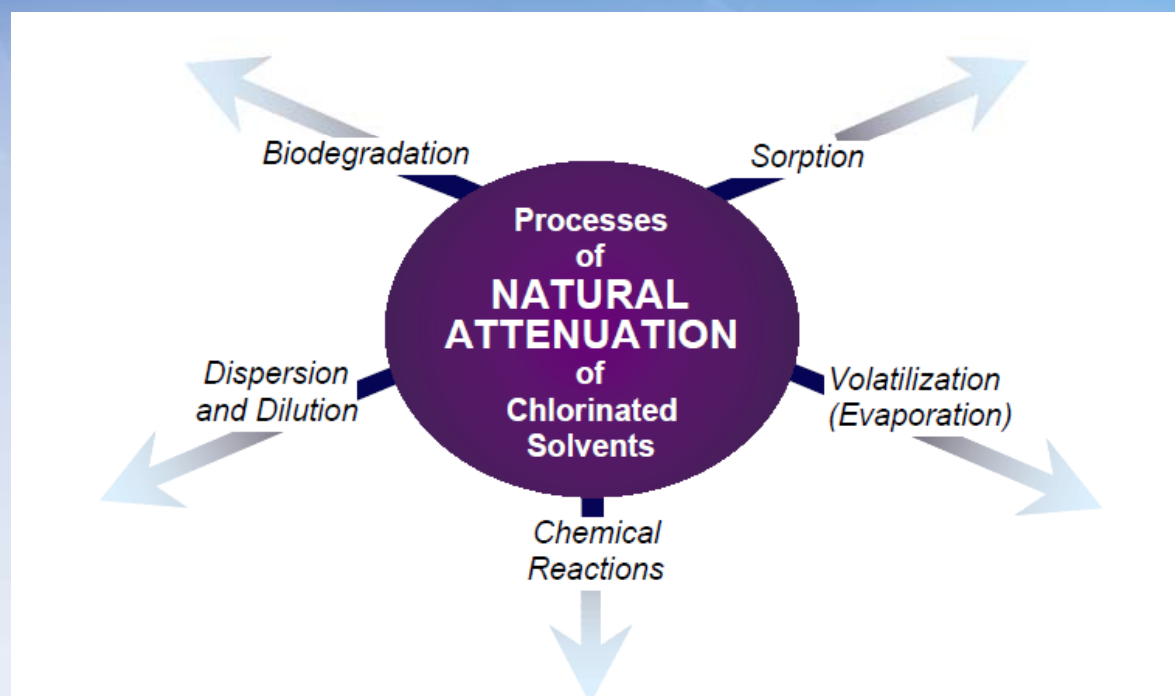 Biodegradation
Sorption
Processes
of
NATURAL
ATTENUATION
of
Chlorinated
Solvents
Dispersion
and Dilution
Volatilization
(Evaporation)
Chemical
Reactions